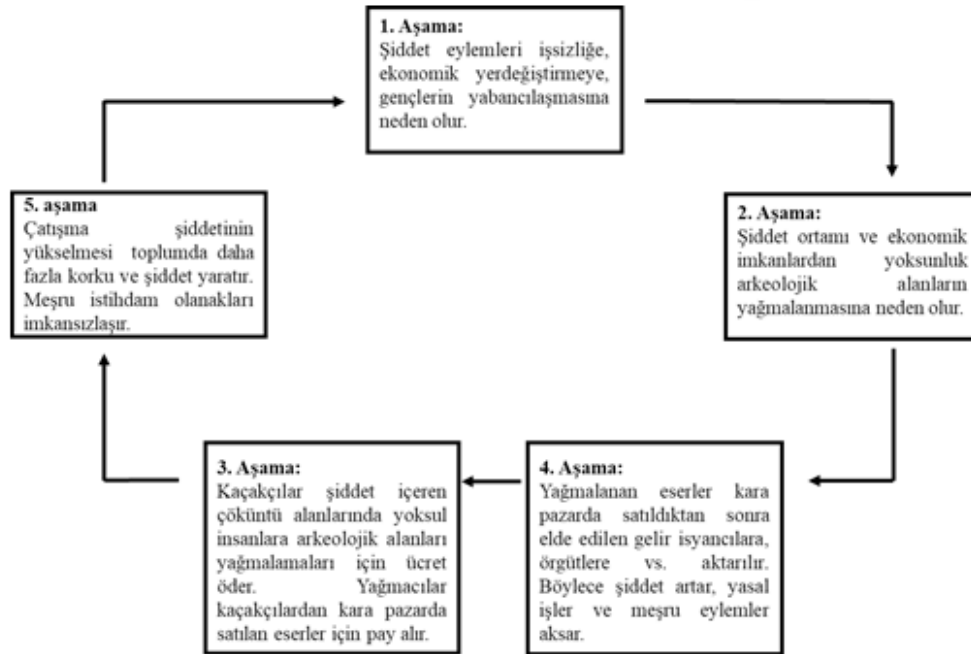 1. Aşama:
Şiddet eylemleri işsizliğe,
ekonomik yerdeğiştirmeye,
gençlerin yabancılaşmasına
neden olur.
2. Aşama:
Şiddet ortamı ve ekonomik
imkanlardan yoksunluk
arkeolojik alanların
yağmalanmasına neden olur.
4. Aşama:
Yağmalanan eserler kara
pazarda satıldıktan sonra
elde edilen gelir isyancılara,
örgütlere vs. aktarılır.
Böylece şiddet artar, yasal
işler ve meşru eylemler
aksar.
3. Aşama:
Kaçakçılar şiddet içeren
çöküntü alanlarında yoksul
insanlara arkeolojik alanları
yağmalamaları için ücret
öder. Yağmacılar
kaçakçılardan kara pazarda
satılan eserler için pay alır.
5. aşama
Çatışma şiddetinin
yükselmesi toplumda daha
fazla korku ve şiddet yaratır.
Meşru istihdam olanakları
imkansızlaşır.